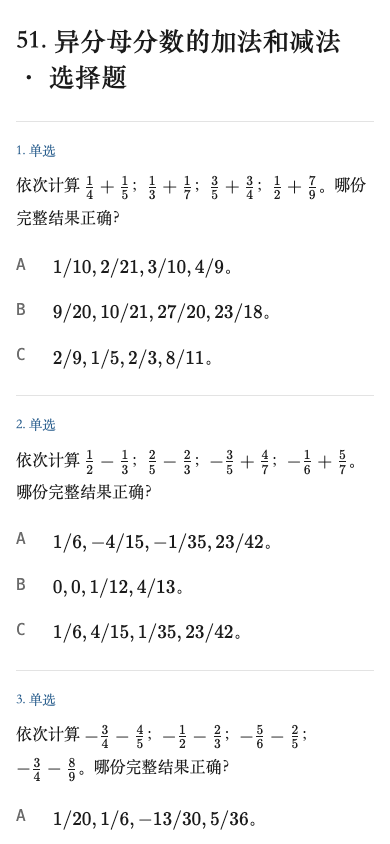 51. 异分母分数的加法和减法
· 选择题
1. 单选
依次计算 1/4 + 1/5; 1/3 + 1/7; 3/5 + 3/4; 1/2 + 7/9。哪份
完整结果正确?
A 1/10, 2/21, 3/10, 4/9。
B 9/20, 10/21, 27/20, 23/18。
C 2/9, 1/5, 2/3, 8/11。
2. 单选
依次计算 1/2 − 1/3; 2/5 − 2/3; −3/5 + 4/7; −1/6 + 5/7。
哪份完整结果正确?
A 1/6, −4/15, −1/35, 23/42。
B 0, 0, 1/12, 4/13。
C 1/6, 4/15, 1/35, 23/42。
3. 单选
依次计算 −3/4 − 4/5; −1/2 − 2/3; −5/6 − 2/5;
−3/4 − 8/9。哪份完整结果正确?
A 1/20, 1/6, −13/30, 5/36。